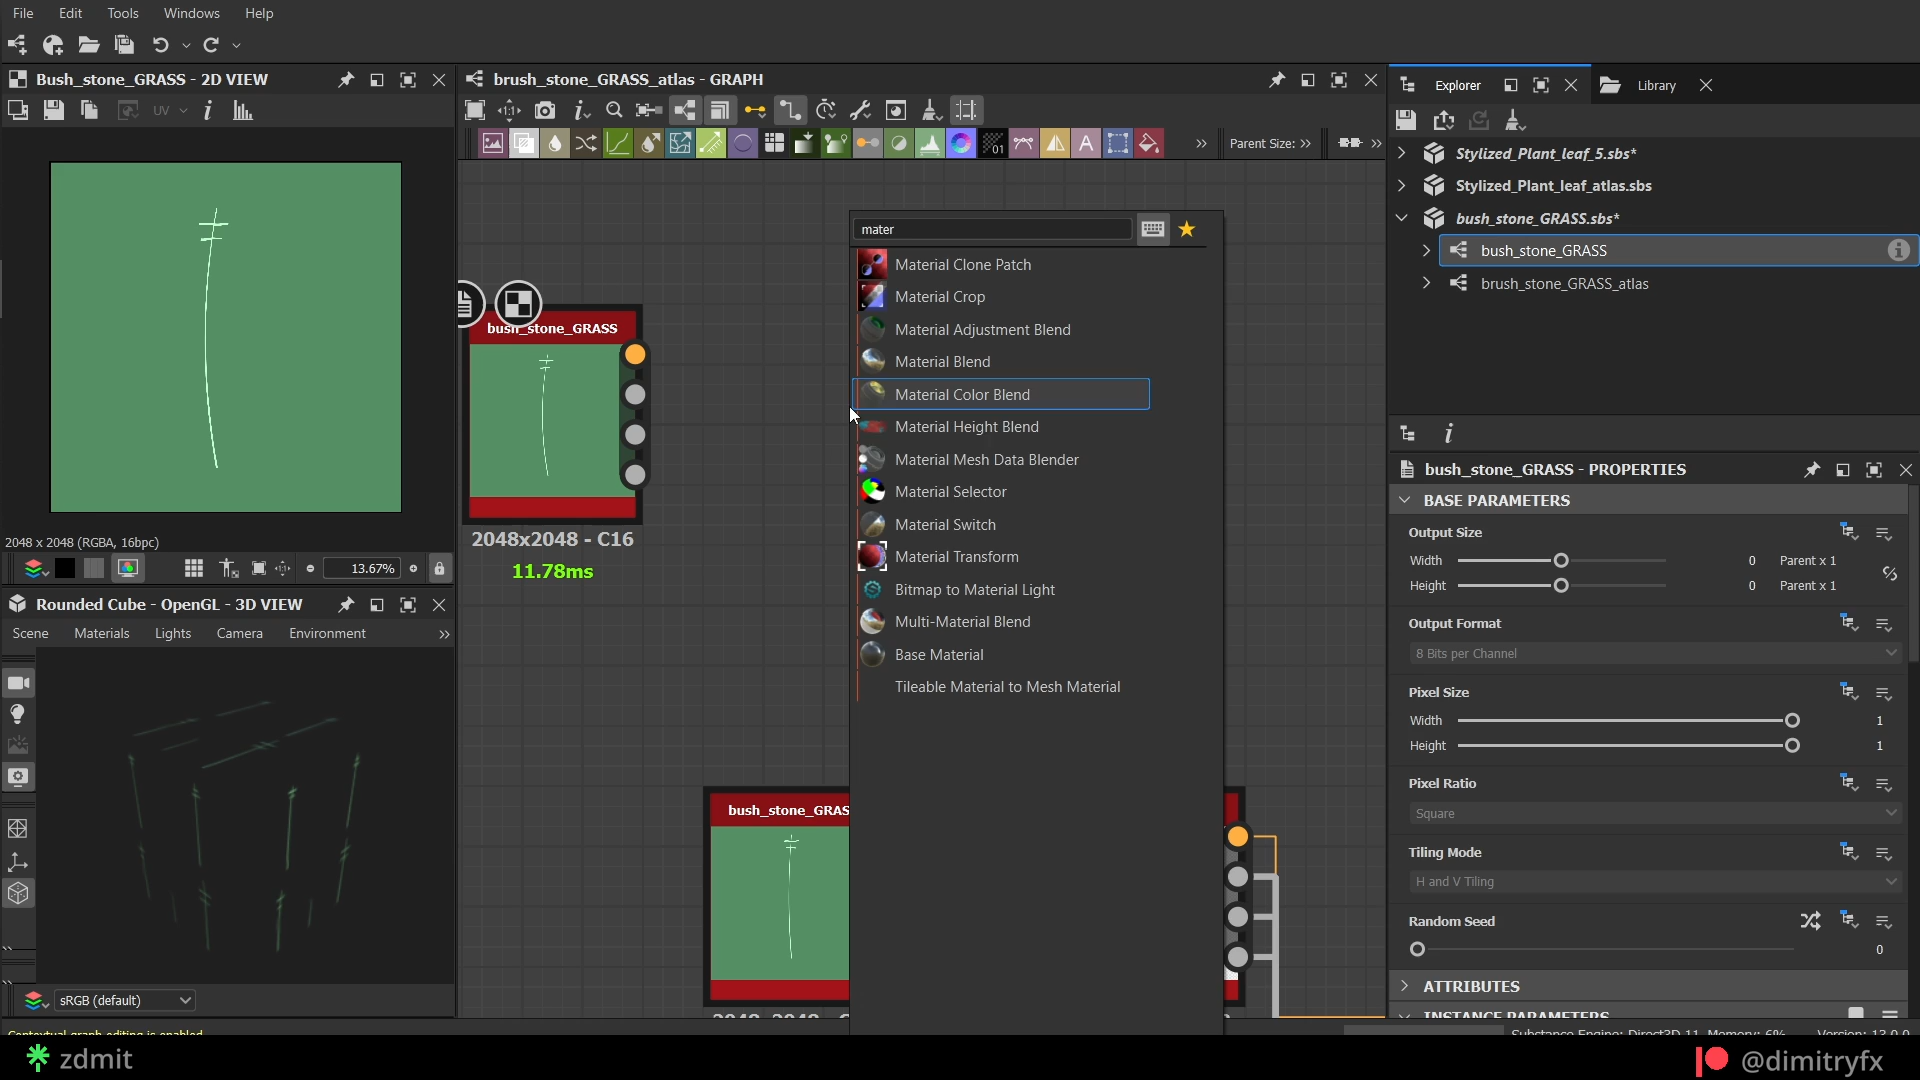 File Edit Tools Windows Help
Bush_stone_GRASS - 2D VIEW
UV
2048 x 2048 (RGBA, 16bpc)
13.67%
Rounded Cube - OpenGL - 3D VIEW
Scene Materials Lights Camera Environment
sRGB (default)
Contextual graph editing is enabled
brush_stone_GRASS_atlas - GRAPH
01 A Parent Size:
bush_stone_GRASS
2048x2048 - C16
11.78ms
bush_stone_GRAS
mater
Material Clone Patch
Material Crop
Material Adjustment Blend
Material Blend
Material Color Blend
Material Height Blend
Material Mesh Data Blender
Material Selector
Material Switch
Material Transform
Bitmap to Material Light
Multi-Material Blend
Base Material
Tileable Material to Mesh Material
Explorer Library
Stylized_Plant_leaf_5.sbs*
Stylized_Plant_leaf_atlas.sbs
bush_stone_GRASS.sbs*
bush_stone_GRASS
brush_stone_GRASS_atlas
bush_stone_GRASS - PROPERTIES
BASE PARAMETERS
Output Size
Width 0 Parent x 1
Height 0 Parent x 1
Output Format
8 Bits per Channel
Pixel Size
Width 1
Height 1
Pixel Ratio
Square
Tiling Mode
H and V Tiling
Random Seed
0
ATTRIBUTES
INSTANCE PARAMETERS
Substance Engine: Direct3D 11 Memory: 6% Version: 13.0.0
zdmit
@dimitryfx